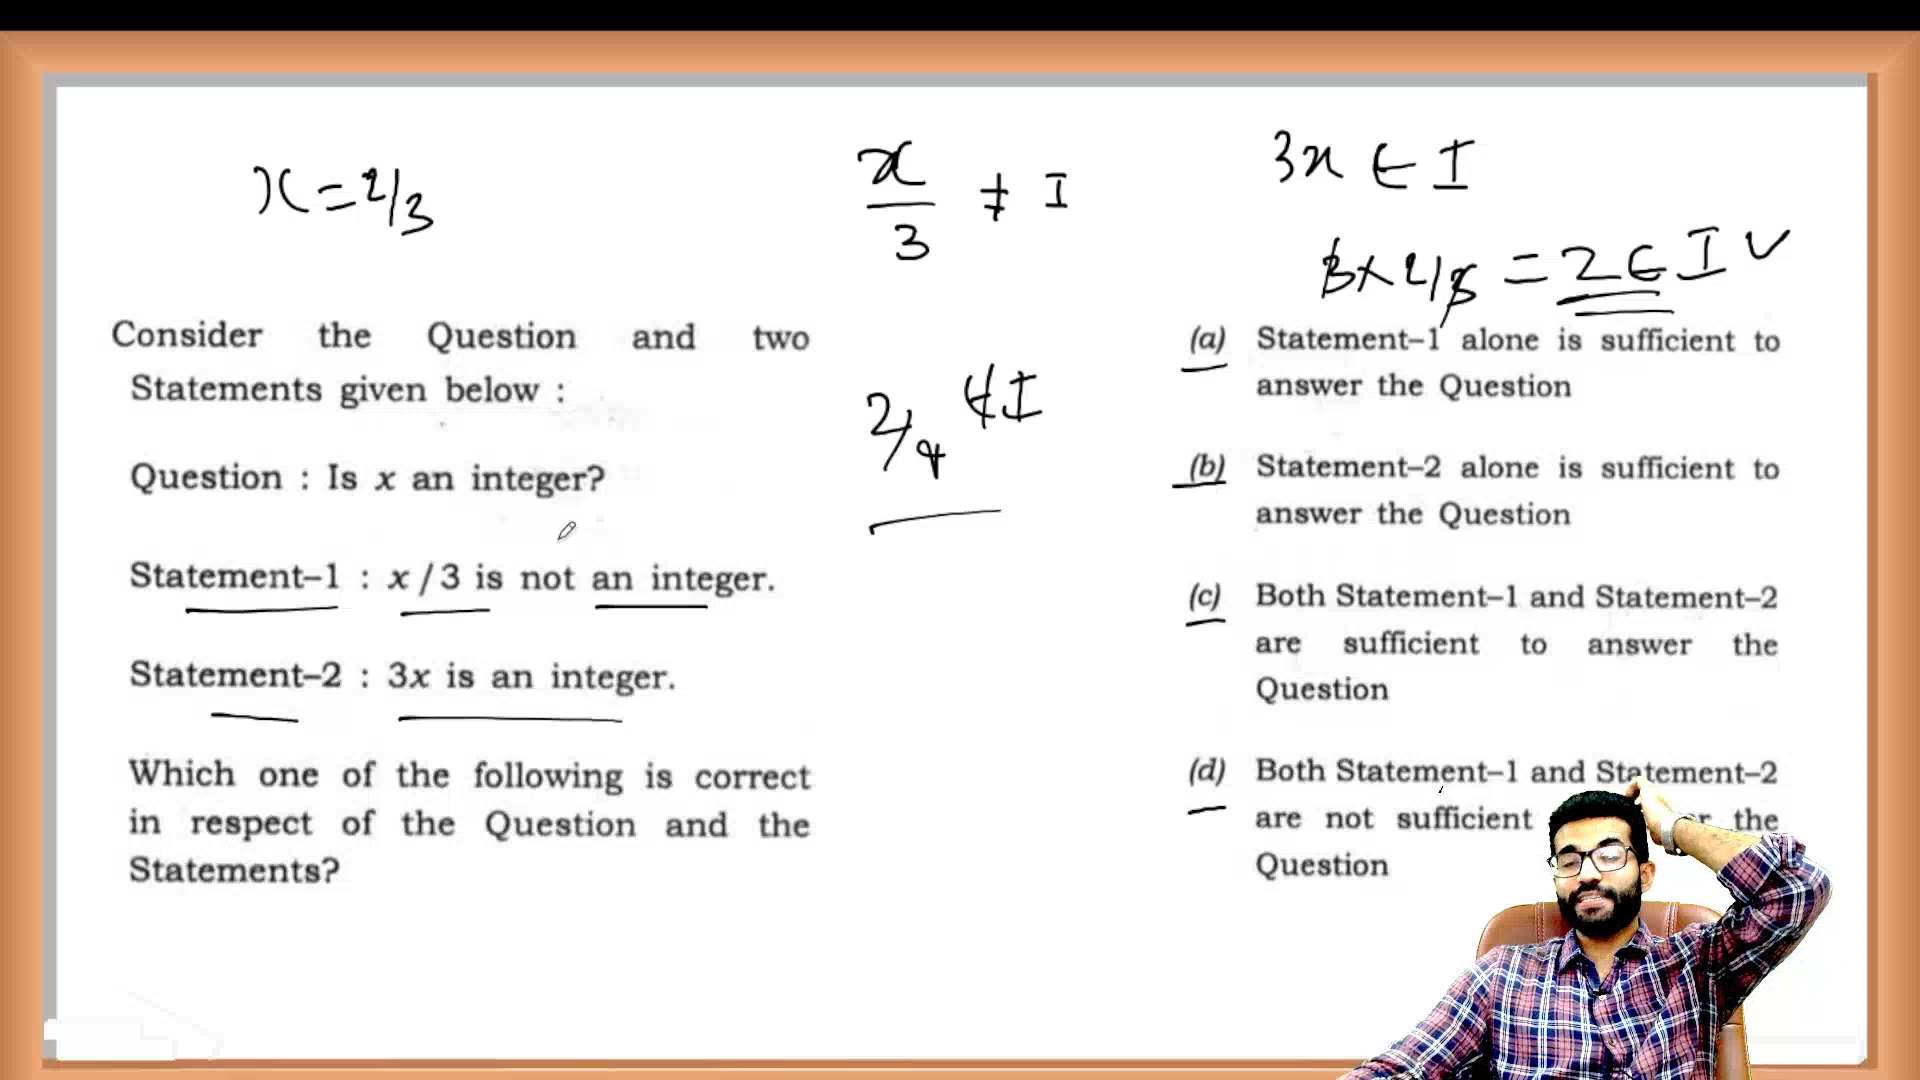 x = 2/3
x/3 ≠ I
3x ∈ I
3 × 2/3 = 2 ∈ I ✓
2/9 ∉ I
Consider the Question and two
Statements given below :
Question : Is x an integer?
Statement–1 : x / 3 is not an integer.
Statement–2 : 3x is an integer.
Which one of the following is correct
in respect of the Question and the
Statements?
(a) Statement–1 alone is sufficient to
answer the Question
(b) Statement–2 alone is sufficient to
answer the Question
(c) Both Statement–1 and Statement–2
are sufficient to answer the
Question
(d) Both Statement–1 and Statement–2
are not sufficient the
Question